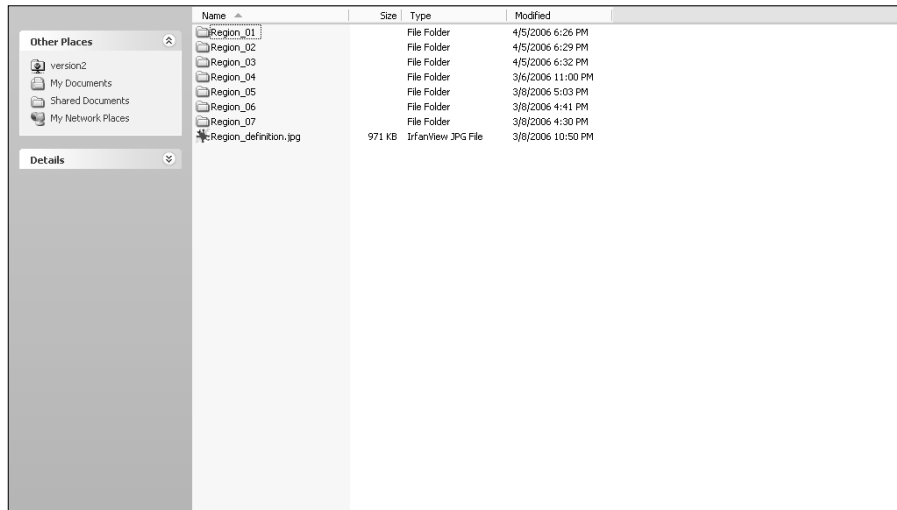 Name Size Type Modified
Other Places
version2
My Documents
Shared Documents
My Network Places
Details
Region_01 File Folder 4/5/2006 6:26 PM
Region_02 File Folder 4/5/2006 6:29 PM
Region_03 File Folder 4/5/2006 6:32 PM
Region_04 File Folder 3/6/2006 11:00 PM
Region_05 File Folder 3/8/2006 5:03 PM
Region_06 File Folder 3/8/2006 4:41 PM
Region_07 File Folder 3/8/2006 4:30 PM
Region_definition.jpg 971 KB IrfanView JPG File 3/8/2006 10:50 PM